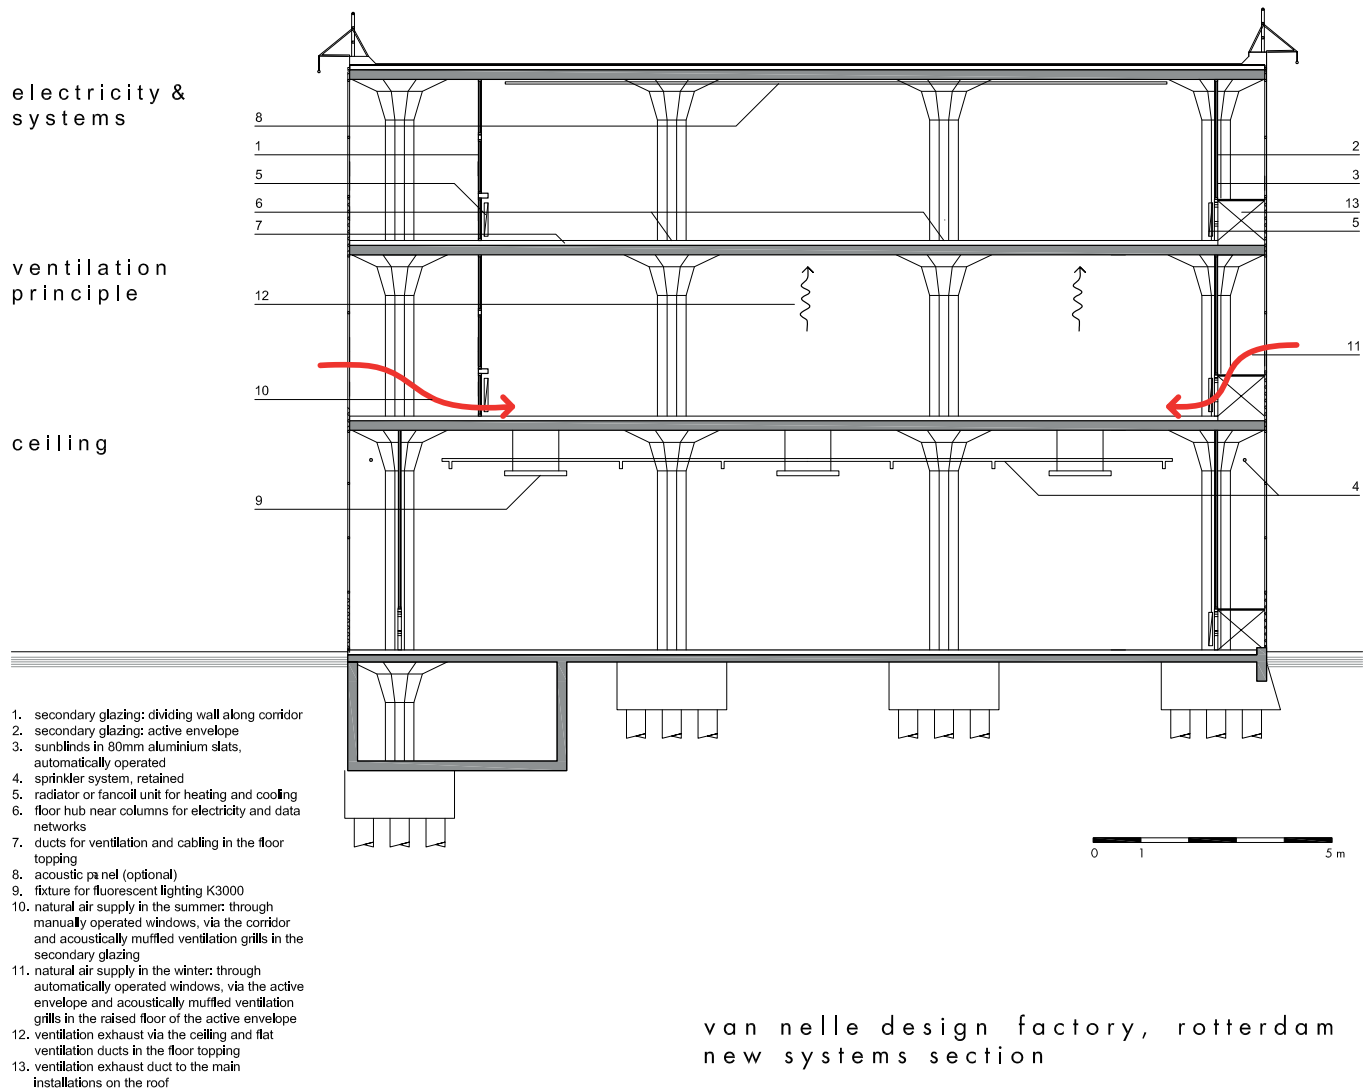 electricity &
systems
8
1
5
6
7
2
3
13
5
ventilation
principle
12
10
11
ceiling
9
4
1. secondary glazing: dividing wall along corridor
2. secondary glazing: active envelope
3. sunblinds in 80mm aluminium slats,
automatically operated
4. sprinkler system, retained
5. radiator or fancoil unit for heating and cooling
6. floor hub near columns for electricity and data
networks
7. ducts for ventilation and cabling in the floor
topping
8. acoustic panel (optional)
9. fixture for fluorescent lighting K3000
10. natural air supply in the summer: through
manually operated windows, via the corridor
and acoustically muffled ventilation grills in the
secondary glazing
11. natural air supply in the winter: through
automatically operated windows, via the active
envelope and acoustically muffled ventilation
grills in the raised floor of the active envelope
12. ventilation exhaust via the ceiling and flat
ventilation ducts in the floor topping
13. ventilation exhaust duct to the main
installations on the roof
0 1 5 m
van nelle design factory, rotterdam
new systems section